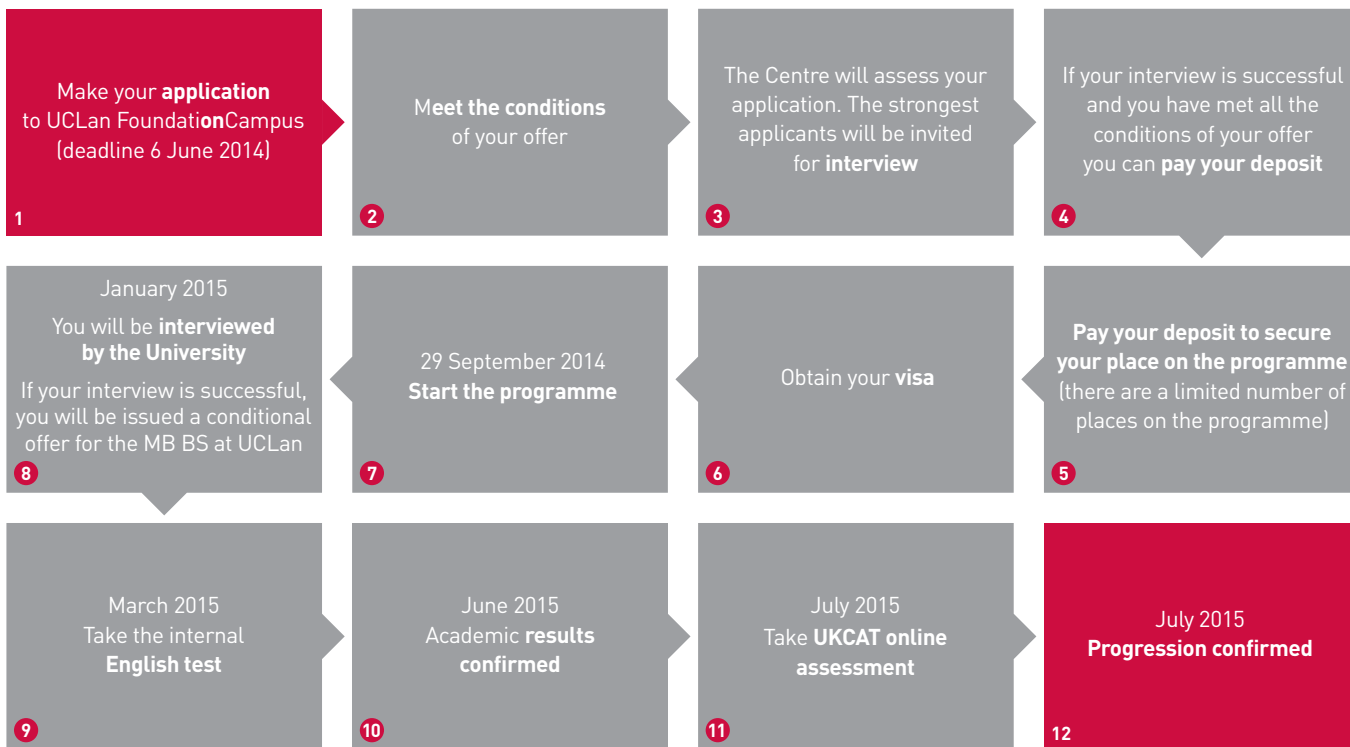 Make your application
to UCLan FoundationCampus
(deadline 6 June 2014)
1
Meet the conditions
of your offer
2
The Centre will assess your
application. The strongest
applicants will be invited
for interview
3
If your interview is successful
and you have met all the
conditions of your offer
you can pay your deposit
4
Pay your deposit to secure
your place on the programme
(there are a limited number of
places on the programme)
5
Obtain your visa
6
29 September 2014
Start the programme
7
January 2015
You will be interviewed
by the University
If your interview is successful,
you will be issued a conditional
offer for the MB BS at UCLan
8
March 2015
Take the internal
English test
9
June 2015
Academic results
confirmed
10
July 2015
Take UKCAT online
assessment
11
July 2015
Progression confirmed
12